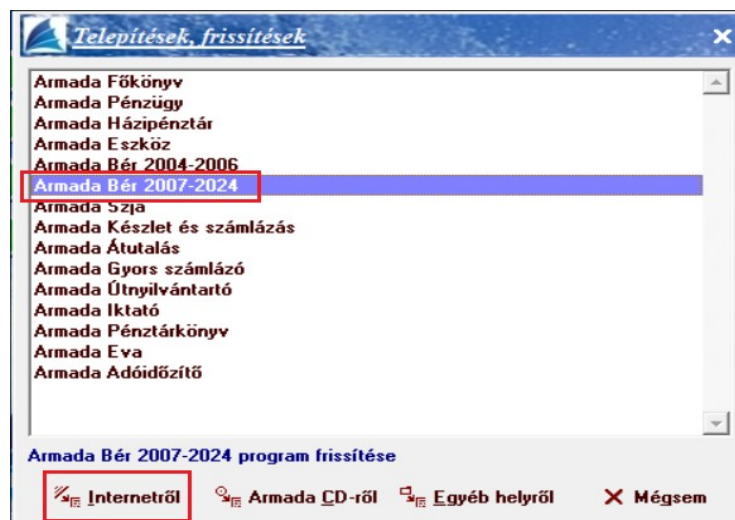 Telepítések, frissítések
Armada Főkönyv
Armada Pénzügy
Armada Házipénztár
Armada Eszköz
Armada Bér 2004-2006
Armada Bér 2007-2024
Armada Szja
Armada Készlet és számlázás
Armada Átutalás
Armada Gyors számlázó
Armada Útnyilvántartó
Armada Iktató
Armada Pénztárkönyv
Armada Eva
Armada Adóidőzítő
Armada Bér 2007-2024 program frissítése
Internetről Armada CD-ről Egyéb helyről Mégsem